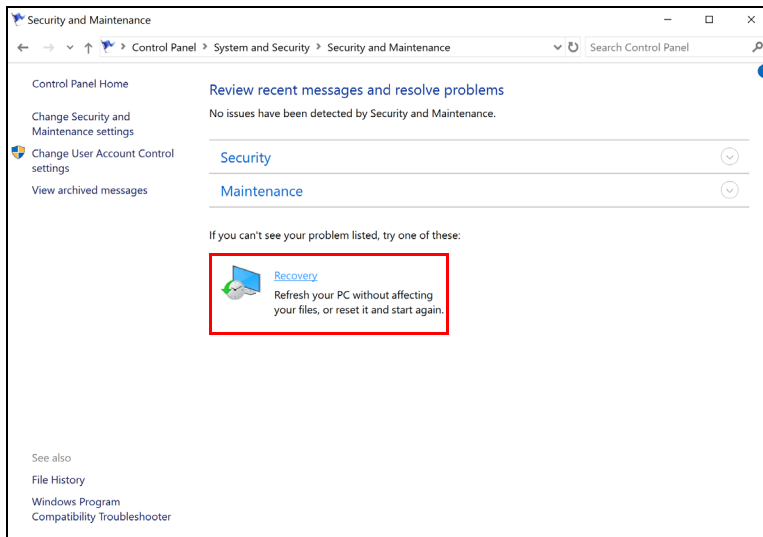 Security and Maintenance
Control Panel > System and Security > Security and Maintenance
Search Control Panel
Control Panel Home
Change Security and
Maintenance settings
Change User Account Control
settings
View archived messages
Review recent messages and resolve problems
No issues have been detected by Security and Maintenance.
Security
Maintenance
If you can't see your problem listed, try one of these:
Recovery
Refresh your PC without affecting
your files, or reset it and start again.
See also
File History
Windows Program
Compatibility Troubleshooter